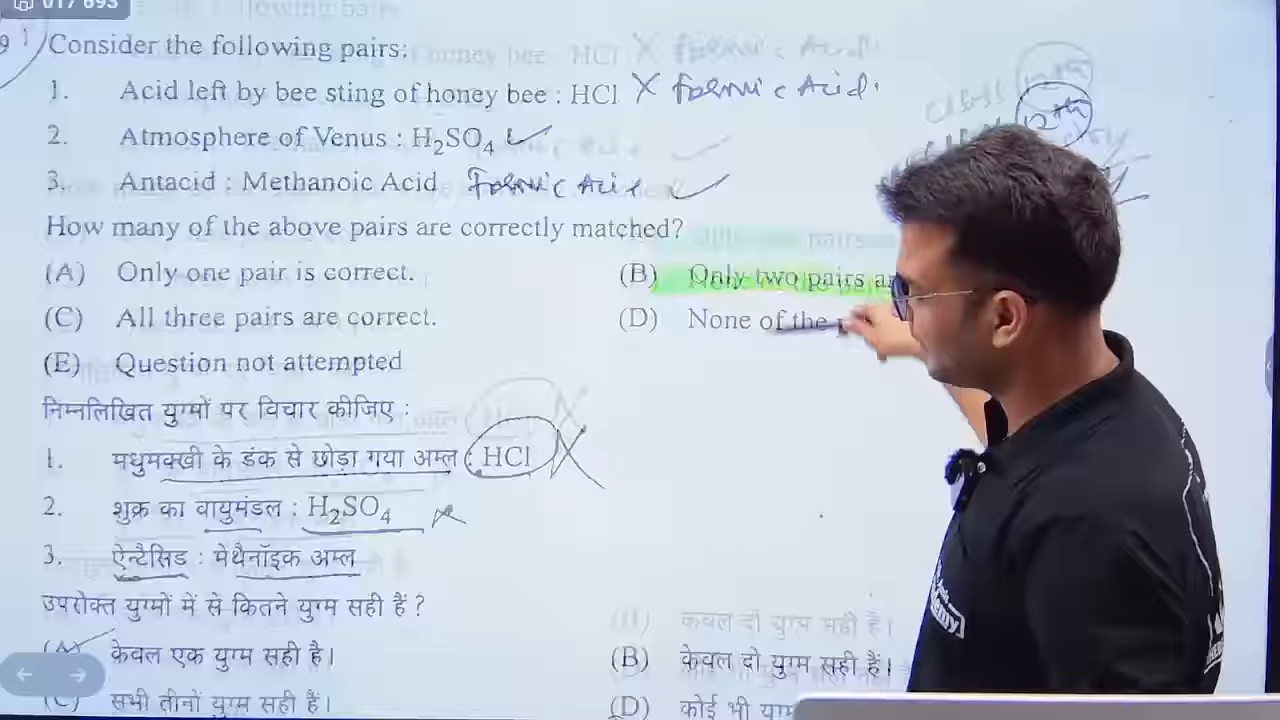 017 693
9 Consider the following pairs:
1. Acid left by bee sting of honey bee : HCl X Formic Acid.
12th
2. Atmosphere of Venus : H₂SO₄ ✓
3. Antacid : Methanoic Acid Formic Acid ✓
How many of the above pairs are correctly matched?
(A) Only one pair is correct.
(B) Only two pairs
(C) All three pairs are correct.
(D) None of the
(E) Question not attempted
निम्नलिखित युग्मों पर विचार कीजिए :
1. मधुमक्खी के डंक से छोड़ा गया अम्ल : HCl X
2. शुक्र का वायुमंडल : H₂SO₄
3. ऐन्टैसिड : मेथैनॉइक अम्ल
उपरोक्त युग्मों में से कितने युग्म सही हैं ?
(A) केवल एक युग्म सही है।
(B) केवल दो युग्म सही हैं।
(C) सभी तीनों युग्म सही हैं।
(D) कोई भी युग्म